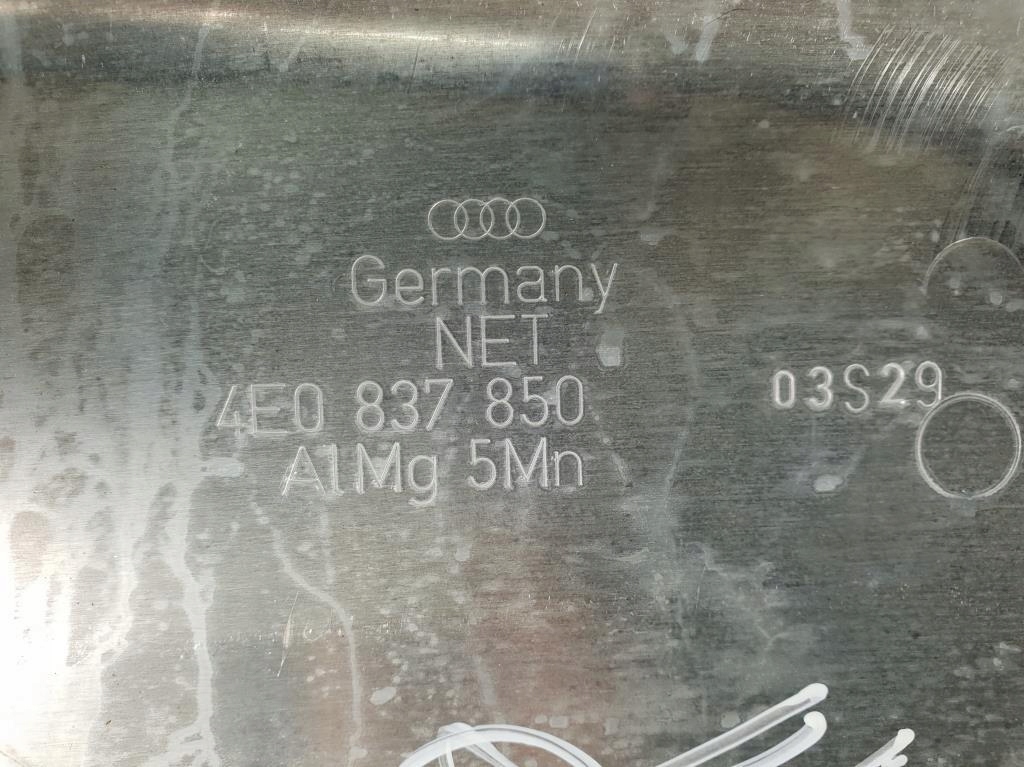 Germany
NET
4E0 837 850
AlMg 5Mn
03S29